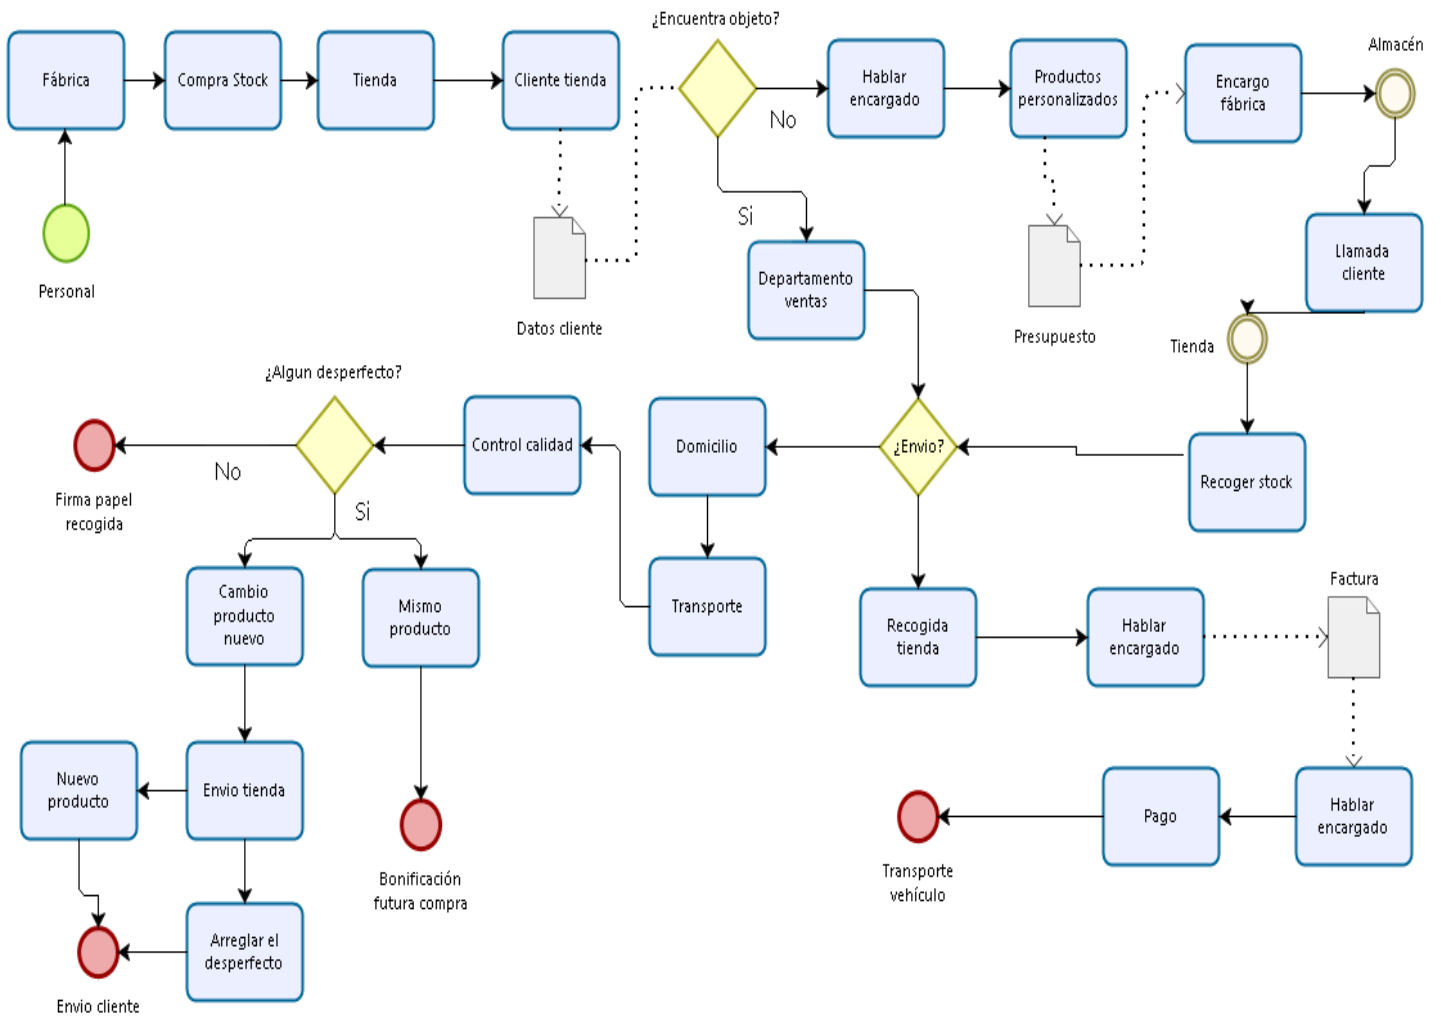 ¿Encuentra objeto?
Almacén
Fábrica
Compra Stock
Tienda
Cliente tienda
Hablar
encargado
Productos
personalizados
Encargo
fábrica
No
Si
Personal
Datos cliente
Departamento
ventas
Presupuesto
Llamada
cliente
Tienda
¿Algun desperfecto?
Control calidad
Domicilio
¿Envio?
Recoger stock
No
Firma papel
recogida
Si
Cambio
producto
nuevo
Mismo
producto
Transporte
Recogida
tienda
Hablar
encargado
Factura
Nuevo
producto
Envio tienda
Bonificación
futura compra
Transporte
vehículo
Pago
Hablar
encargado
Arreglar el
desperfecto
Envio cliente